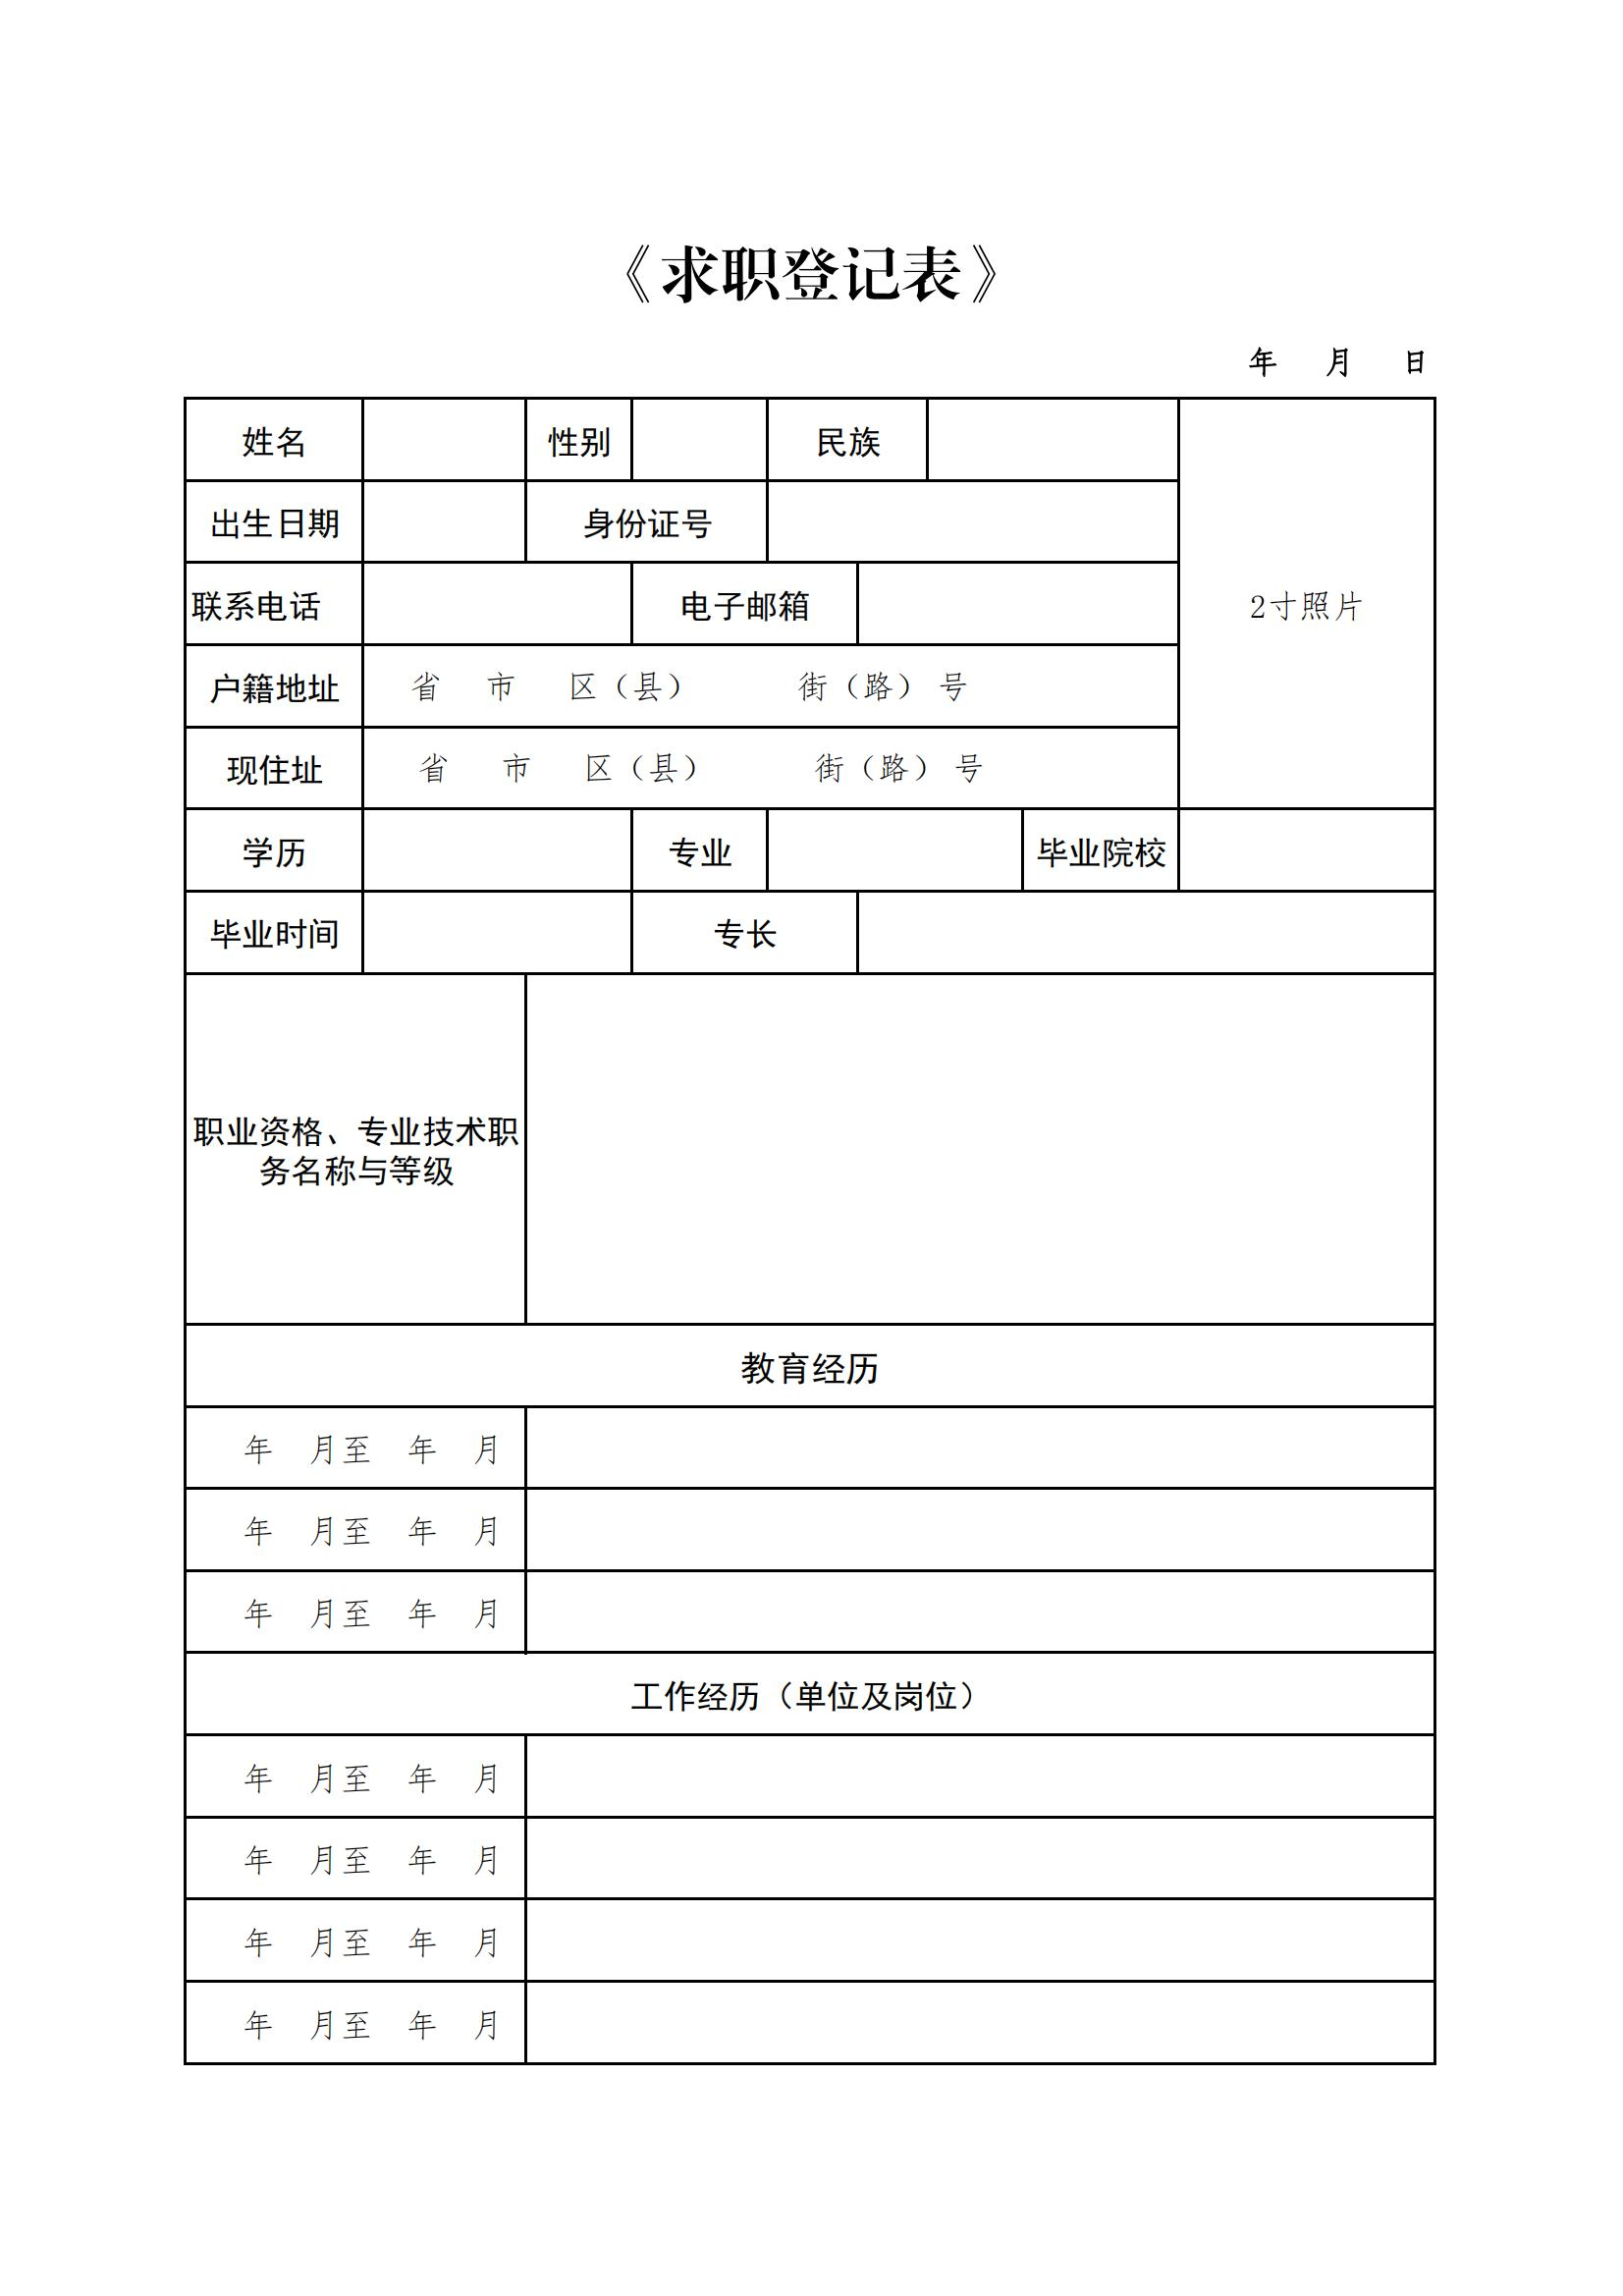 《求职登记表》
年 月 日
姓名 性别 民族
出生日期 身份证号
联系电话 电子邮箱 2寸照片
户籍地址 省 市 区（县） 街（路） 号
现住址 省 市 区（县） 街（路） 号
学历 专业 毕业院校
毕业时间 专长
职业资格、专业技术职
务名称与等级
教育经历
年 月至 年 月
年 月至 年 月
年 月至 年 月
工作经历（单位及岗位）
年 月至 年 月
年 月至 年 月
年 月至 年 月
年 月至 年 月